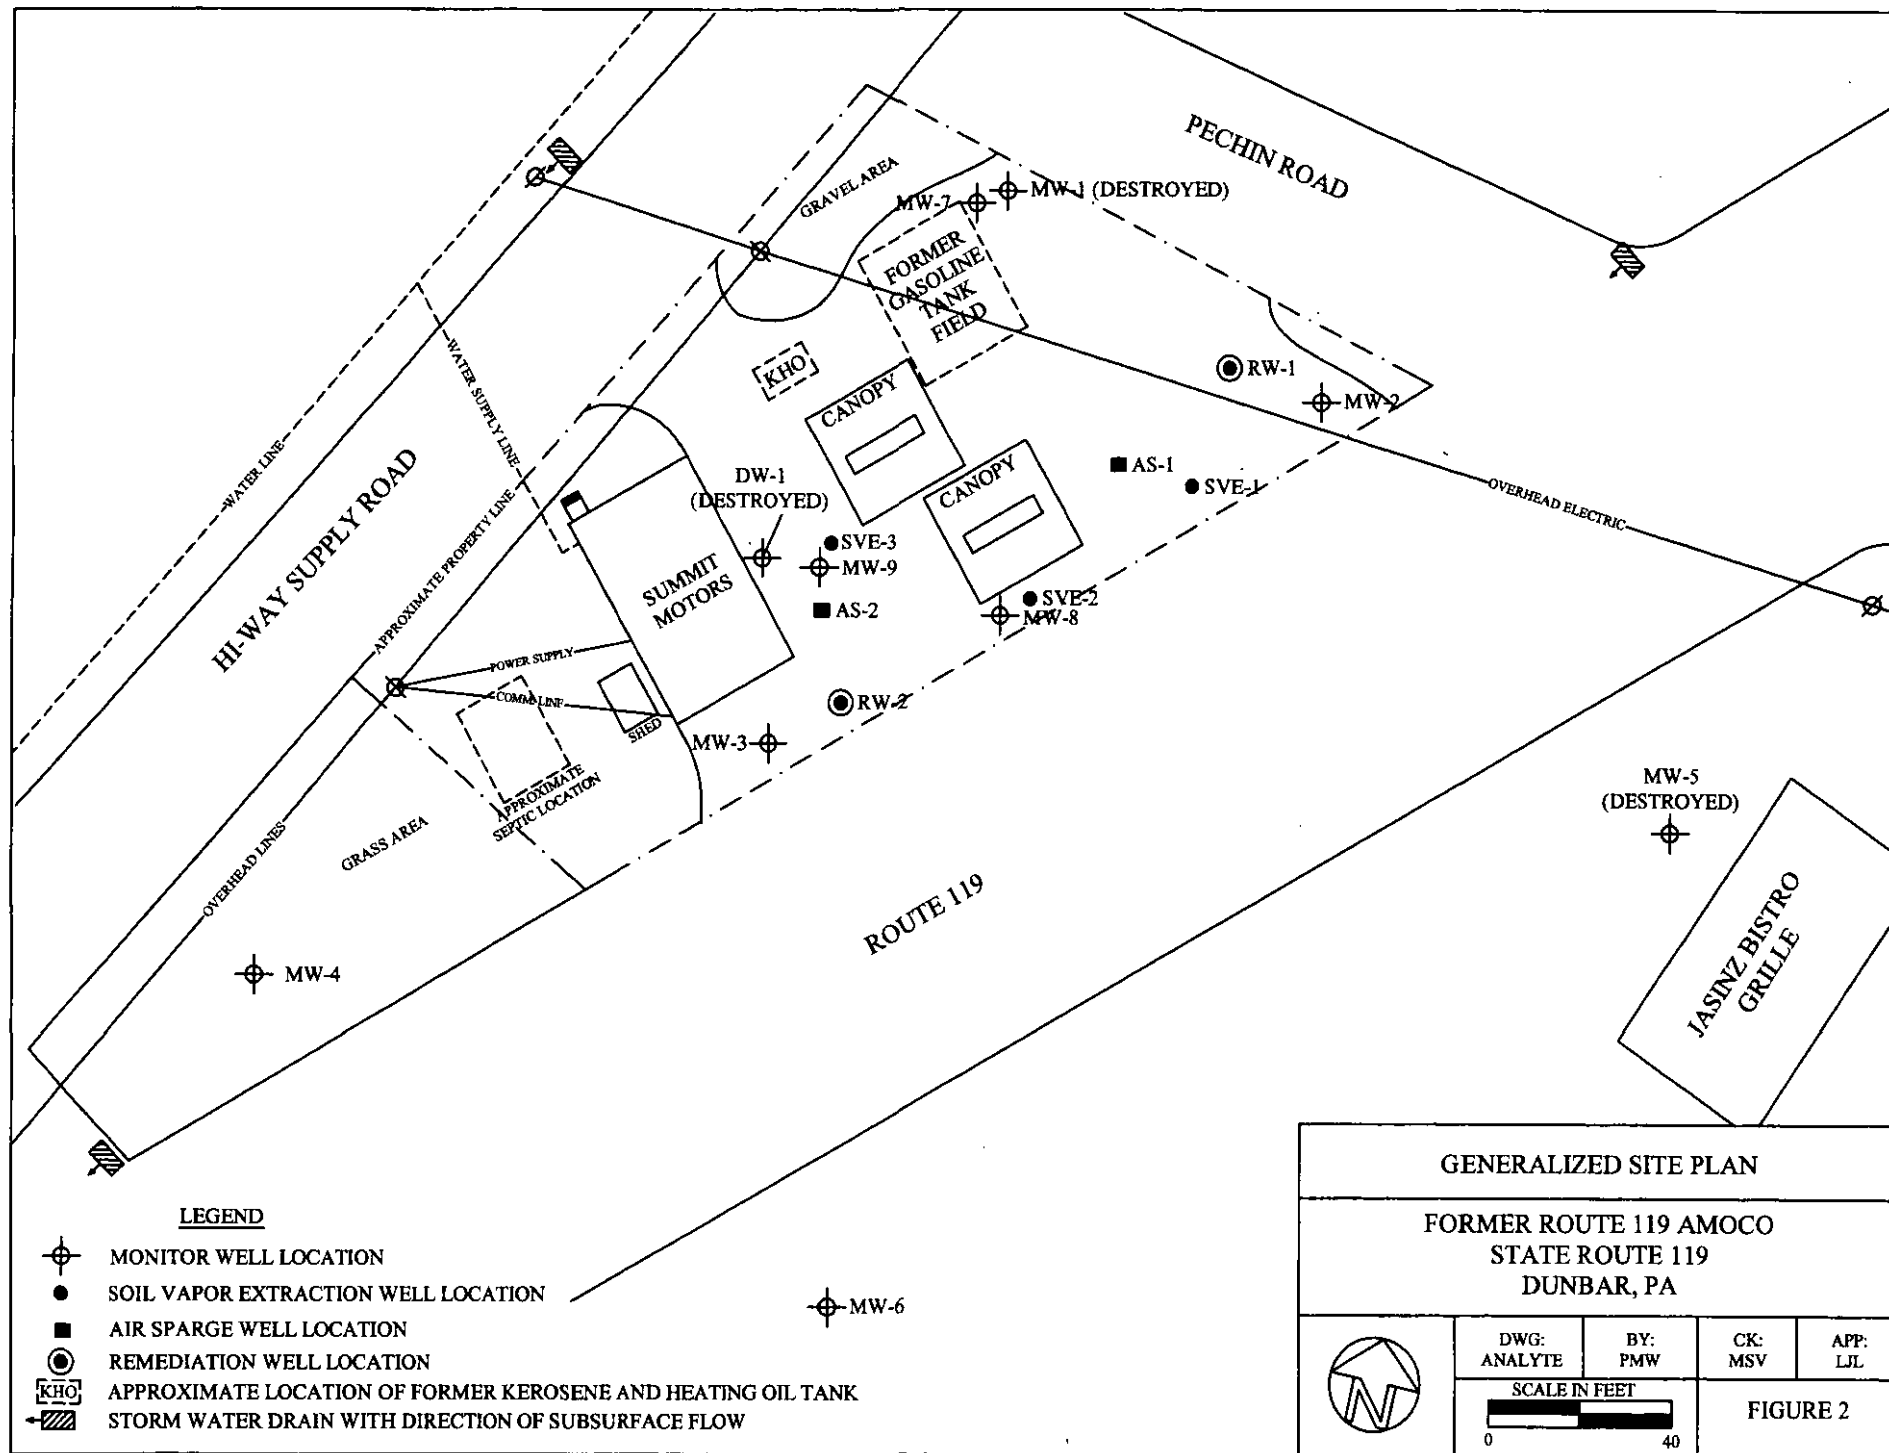 PECHIN ROAD
GRAVEL AREA
MW-7
MW-1 (DESTROYED)
FORMER
GASOLINE
TANK
FIELD
KHO
CANOPY
CANOPY
RW-1
MW-2
AS-1
SVE-1
OVERHEAD ELECTRIC
WATER LINE
WATER SUPPLY LINE
HI-WAY SUPPLY ROAD
APPROXIMATE PROPERTY LINE
DW-1
(DESTROYED)
SVE-3
MW-9
AS-2
SVE-2
MW-8
SUMMIT
MOTORS
POWER SUPPLY
COMM LINE
SHED
RW-2
MW-3
APPROXIMATE
SEPTIC LOCATION
GRASS AREA
OVERHEAD LINES
MW-4
ROUTE 119
MW-5
(DESTROYED)
JASINZ BISTRO
GRILLE
MW-6
LEGEND
MONITOR WELL LOCATION
SOIL VAPOR EXTRACTION WELL LOCATION
AIR SPARGE WELL LOCATION
REMEDIATION WELL LOCATION
KHO APPROXIMATE LOCATION OF FORMER KEROSENE AND HEATING OIL TANK
STORM WATER DRAIN WITH DIRECTION OF SUBSURFACE FLOW
GENERALIZED SITE PLAN
FORMER ROUTE 119 AMOCO
STATE ROUTE 119
DUNBAR, PA
N
DWG:
ANALYTE
BY:
PMW
CK:
MSV
APP:
LJL
SCALE IN FEET
0 40
FIGURE 2